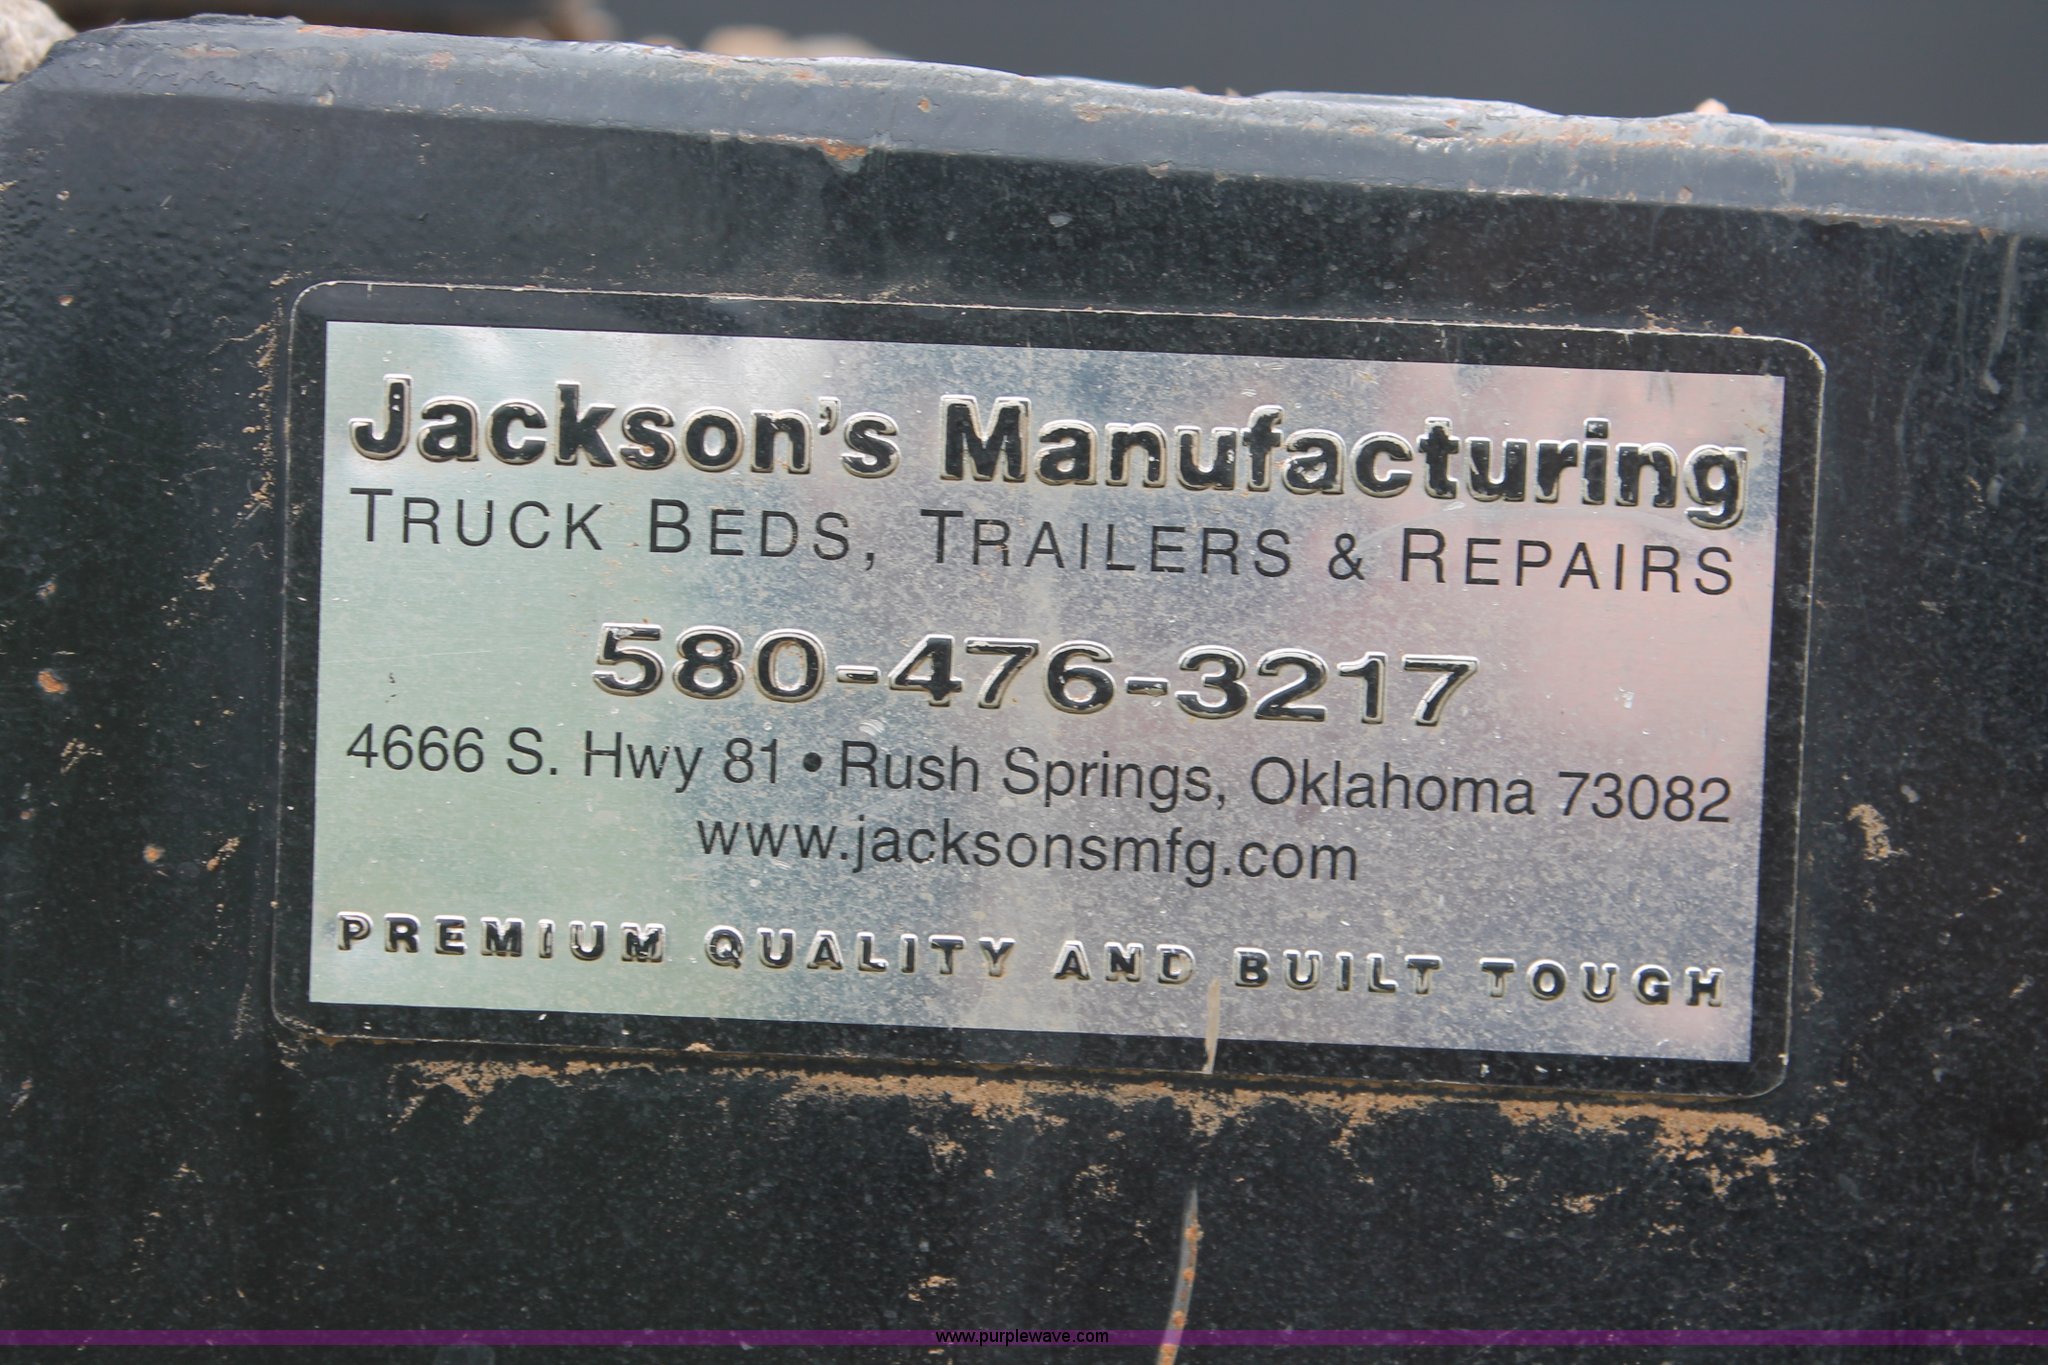 Jackson's Manufacturing
TRUCK BEDS, TRAILERS & REPAIRS
580-476-3217
4666 S. Hwy 81 • Rush Springs, Oklahoma 73082
www.jacksonsmfg.com
PREMIUM QUALITY AND BUILT TOUGH
www.purplewave.com